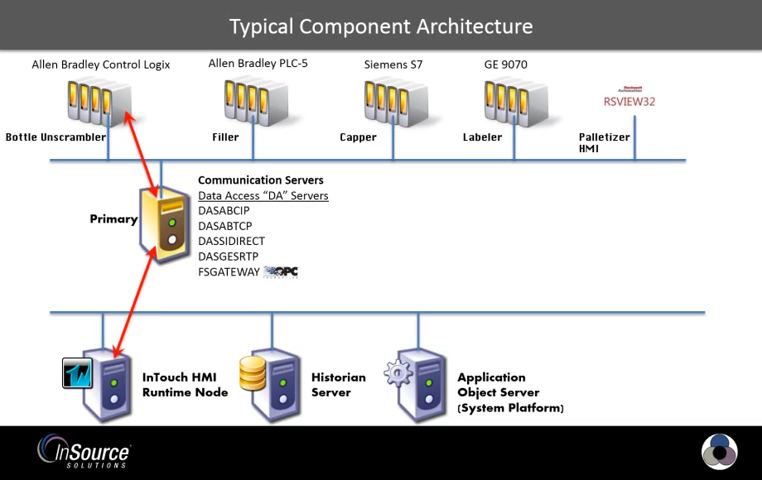 Typical Component Architecture
Allen Bradley Control Logix
Allen Bradley PLC-5
Siemens S7
GE 9070
RSVIEW32
Bottle Unscrambler
Filler
Capper
Labeler
Palletizer
HMI
Communication Servers
Data Access “DA” Servers
DASABCIP
DASABTCP
DASSIDIRECT
DASGESRTP
FSGATEWAY OPC
Primary
InTouch HMI
Runtime Node
Historian
Server
Application
Object Server
(System Platform)
InSource
SOLUTIONS